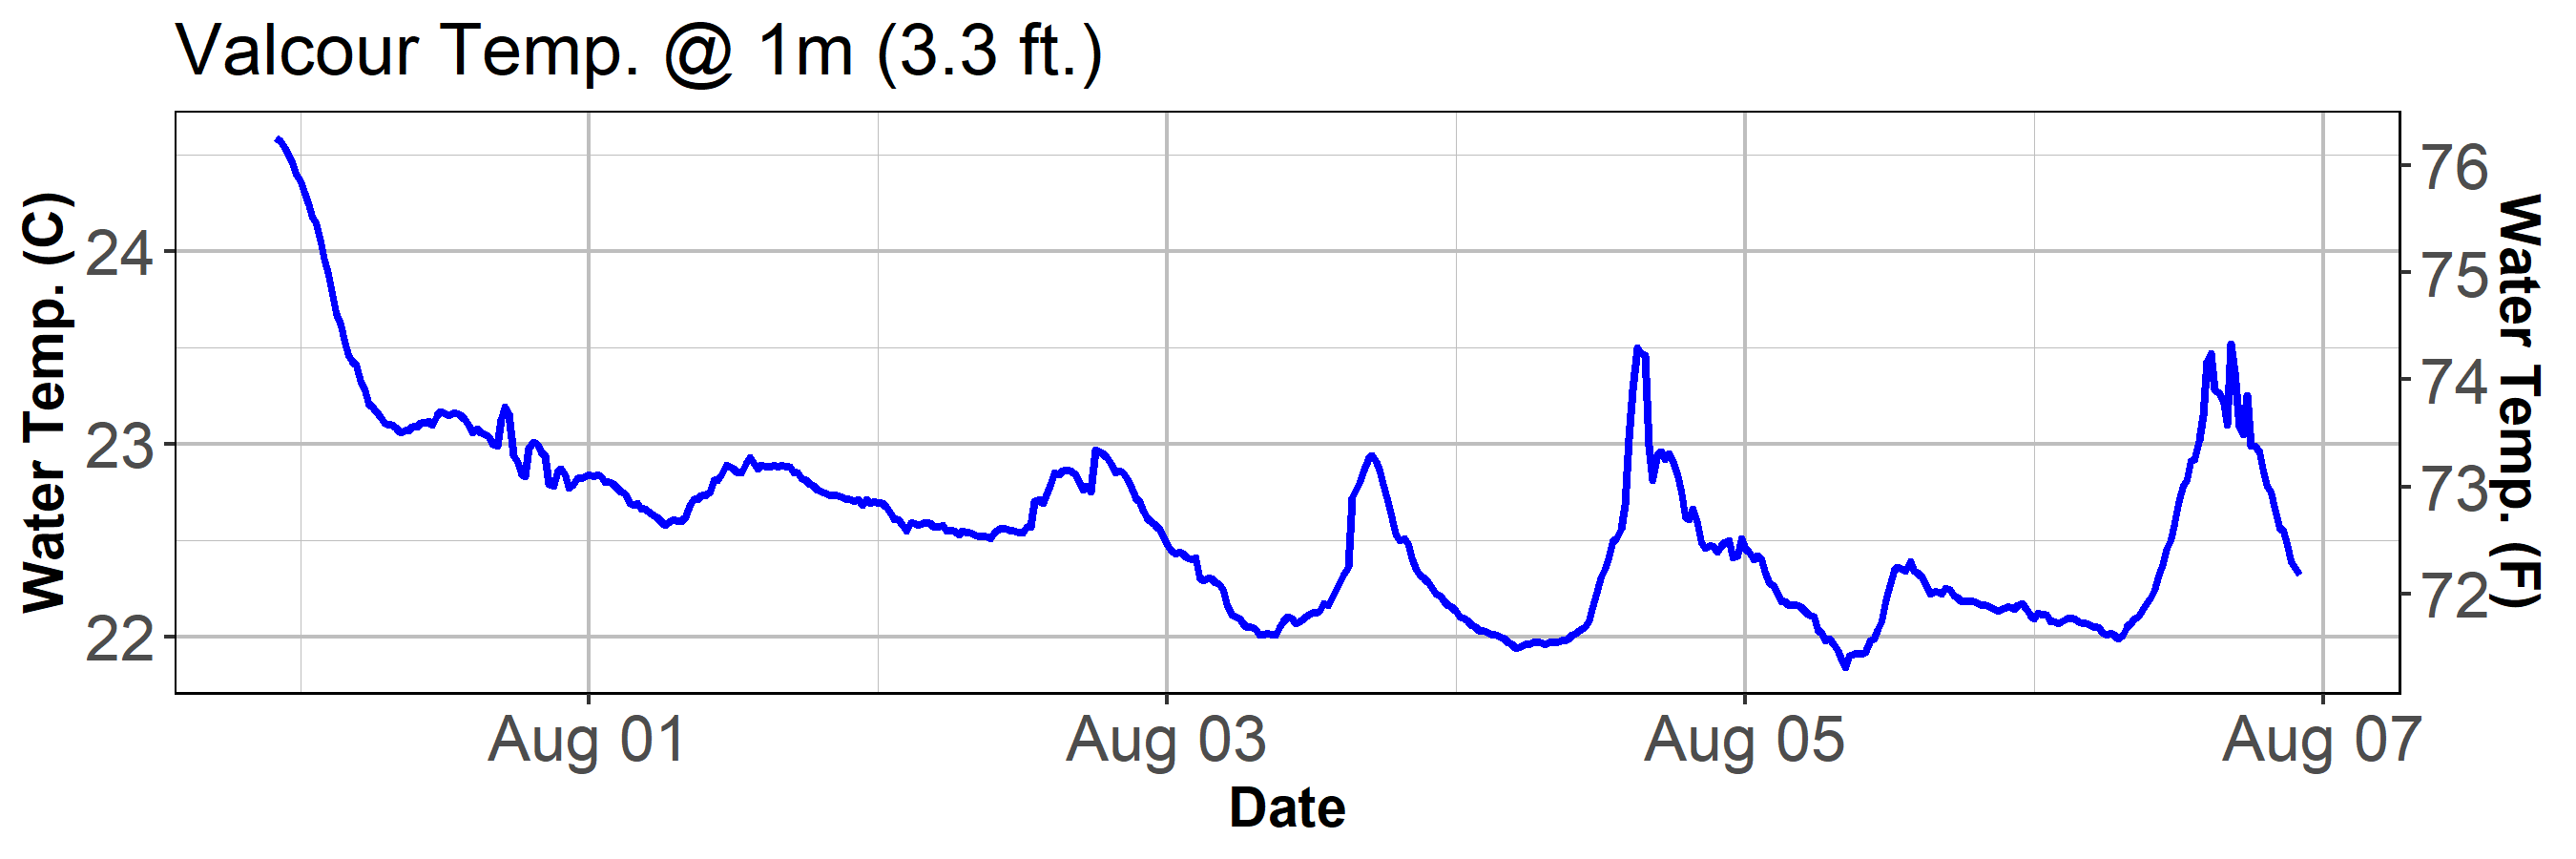 Valcour Temp. @ 1m (3.3 ft.)
Water Temp. (C)
24
23
22
76
75
74
73
72
Water Temp. (F)
Aug 01 Aug 03 Aug 05 Aug 07
Date